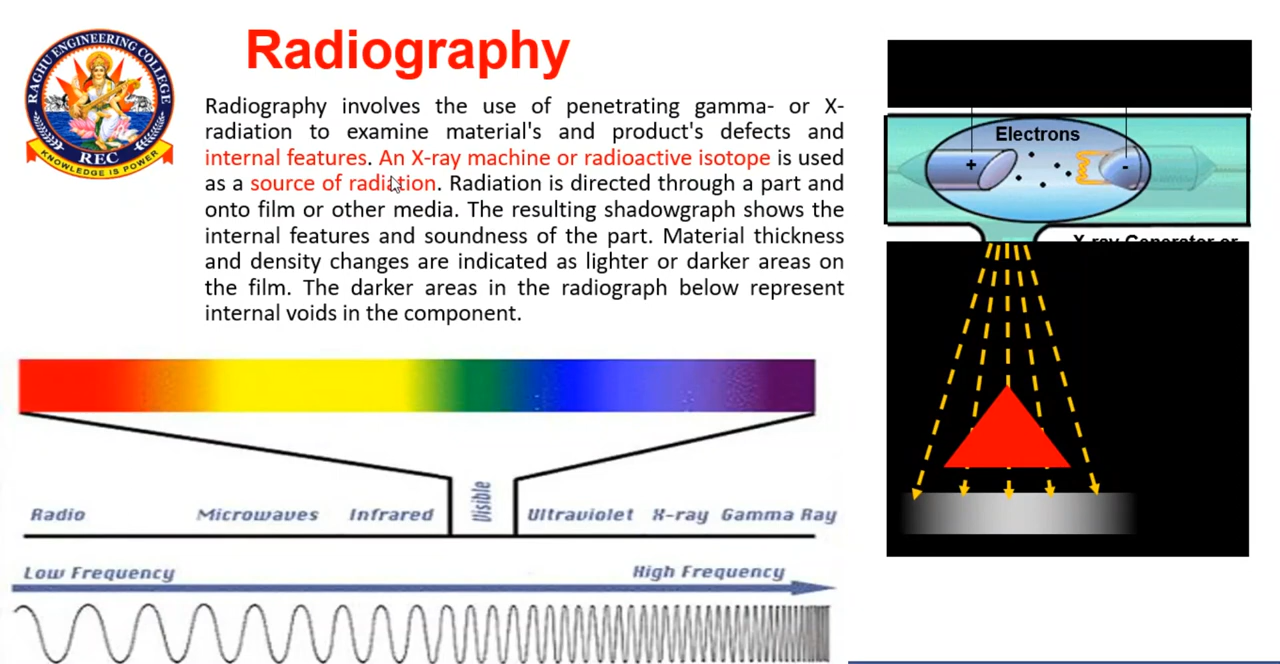 RAGHU ENGINEERING COLLEGE
REC
KNOWLEDGE IS POWER
Radiography
Radiography involves the use of penetrating gamma- or X-
radiation to examine material's and product's defects and
internal features. An X-ray machine or radioactive isotope is used
as a source of radiation. Radiation is directed through a part and
onto film or other media. The resulting shadowgraph shows the
internal features and soundness of the part. Material thickness
and density changes are indicated as lighter or darker areas on
the film. The darker areas in the radiograph below represent
internal voids in the component.
Electrons
+ -
X-ray Generator or
Visible
Radio Microwaves Infrared Ultraviolet X-ray Gamma Ray
Low Frequency High Frequency